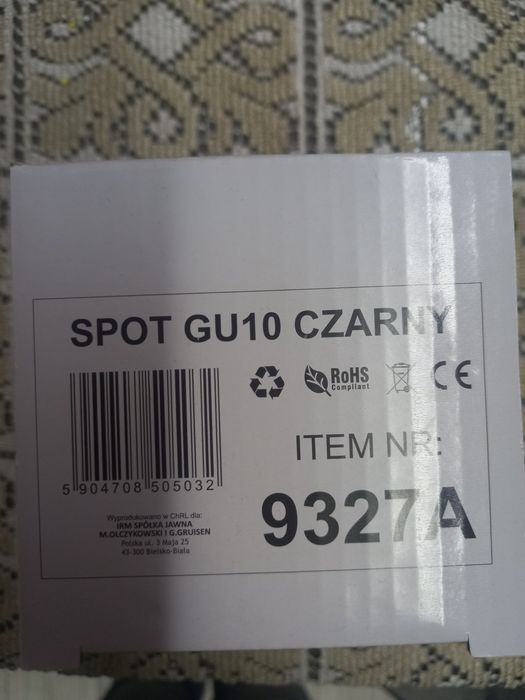 SPOT GU10 CZARNY
RoHS
Compliant
CE
5 904708 505032
ITEM NR:
9327A
Wyprodukowano w ChRL dla:
IRM SPÓŁKA JAWNA
M.OLCZYKOWSKI I G.GRUISEN
Polska ul. 3 Maja 25
43-300 Bielsko-Biała